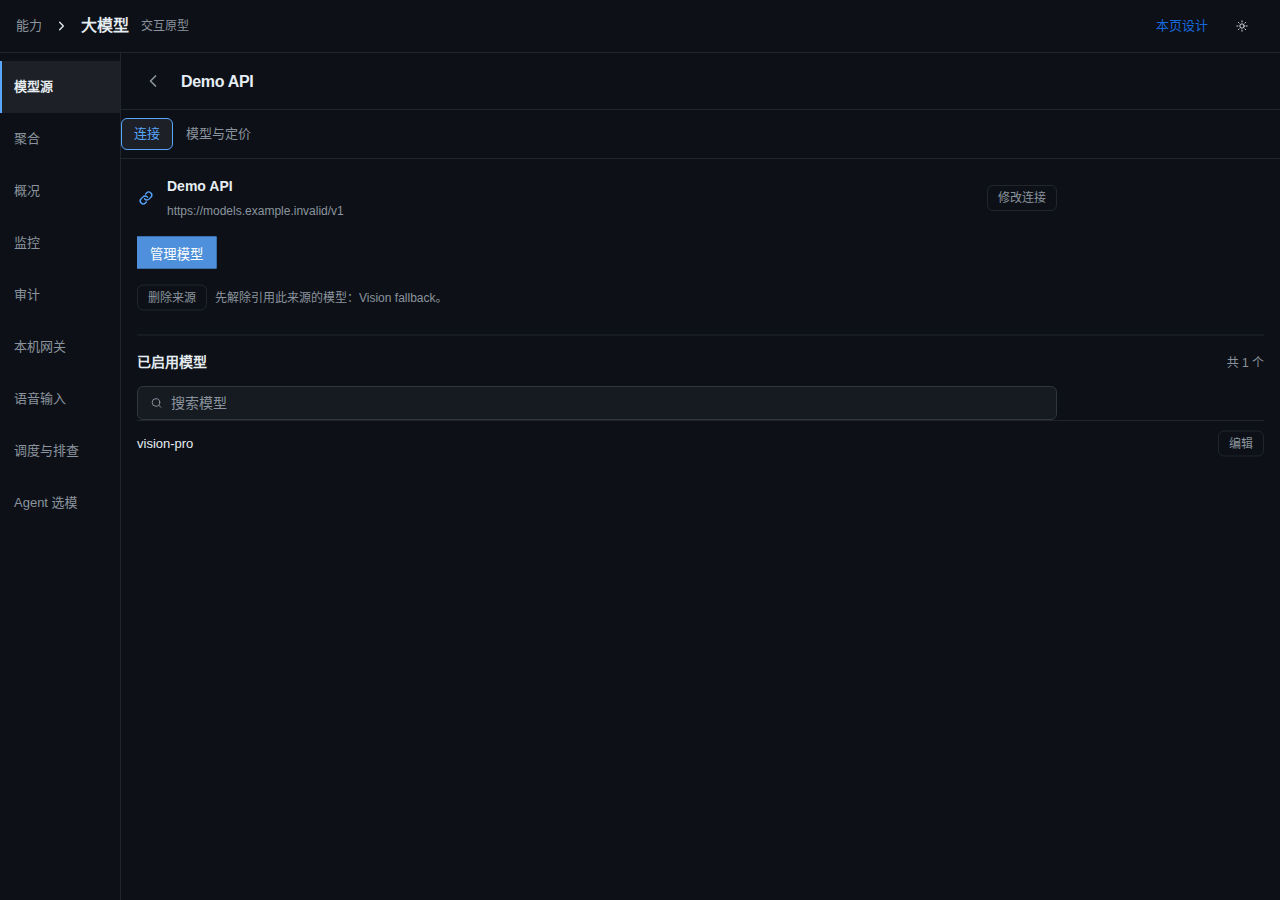 能力 大模型 交互原型 本页设计
模型源
聚合
概况
监控
审计
本机网关
语音输入
调度与排查
Agent 选模
Demo API
连接 模型与定价
Demo API
https://models.example.invalid/v1
修改连接
管理模型
删除来源 先解除引用此来源的模型：Vision fallback。
已启用模型 共 1 个
搜索模型
vision-pro 编辑